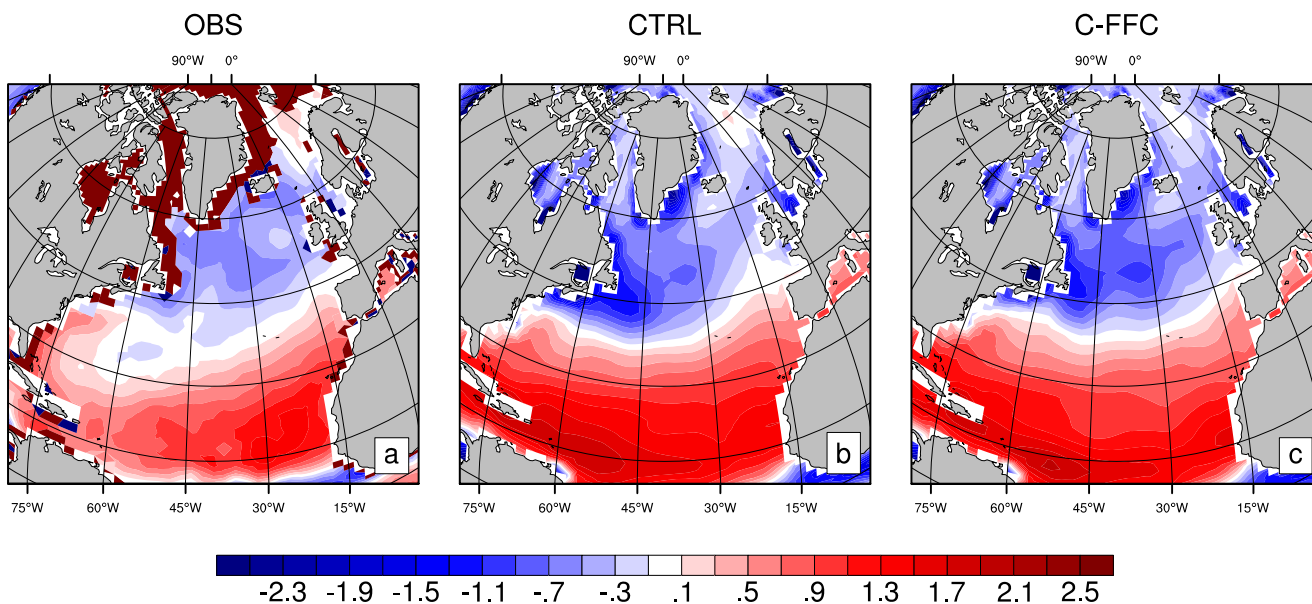 OBS CTRL C-FFC
90°W 0° 90°W 0° 90°W 0°
a b c
75°W 60°W 45°W 30°W 15°W 75°W 60°W 45°W 30°W 15°W 75°W 60°W 45°W 30°W 15°W
-2.3 -1.9 -1.5 -1.1 -.7 -.3 .1 .5 .9 1.3 1.7 2.1 2.5